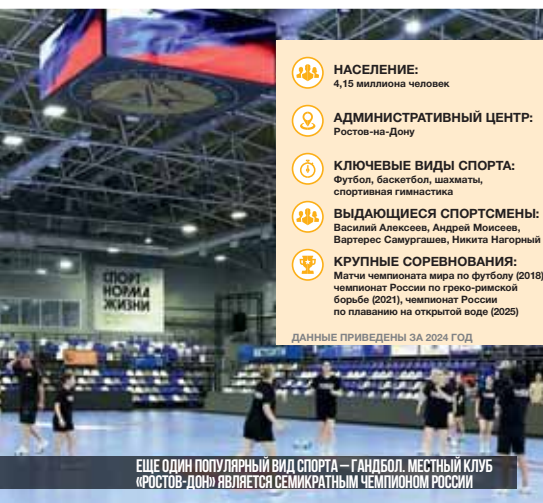 НАСЕЛЕНИЕ:
4,15 миллиона человек
АДМИНИСТРАТИВНЫЙ ЦЕНТР:
Ростов-на-Дону
КЛЮЧЕВЫЕ ВИДЫ СПОРТА:
Футбол, баскетбол, шахматы,
спортивная гимнастика
ВЫДАЮЩИЕСЯ СПОРТСМЕНЫ:
Василий Алексеев, Андрей Моисеев,
Вартерес Самургашев, Никита Нагорный
КРУПНЫЕ СОРЕВНОВАНИЯ:
Матчи чемпионата мира по футболу (2018)
чемпионат России по греко-римской
борьбе (2021), чемпионат России
по плаванию на открытой воде (2025)
ДАННЫЕ ПРИВЕДЕНЫ ЗА 2024 ГОД
СПОРТ –
НОРМА
ЖИЗНИ
ЕЩЕ ОДИН ПОПУЛЯРНЫЙ ВИД СПОРТА – ГАНДБОЛ. МЕСТНЫЙ КЛУБ
«РОСТОВ-ДОН» ЯВЛЯЕТСЯ СЕМИКРАТНЫМ ЧЕМПИОНОМ РОССИИ